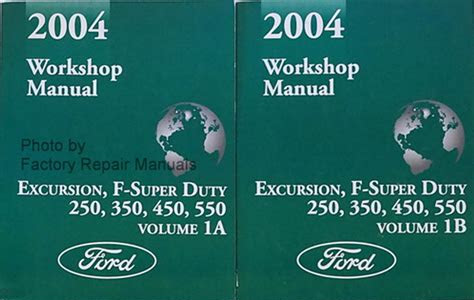 2004
Workshop
Manual
Photo by
Factory Repair Manuals
EXCURSION, F-SUPER DUTY
250, 350, 450, 550
VOLUME 1A
Ford
2004
Workshop
Manual
EXCURSION, F-SUPER DUTY
250, 350, 450, 550
VOLUME 1B
Ford